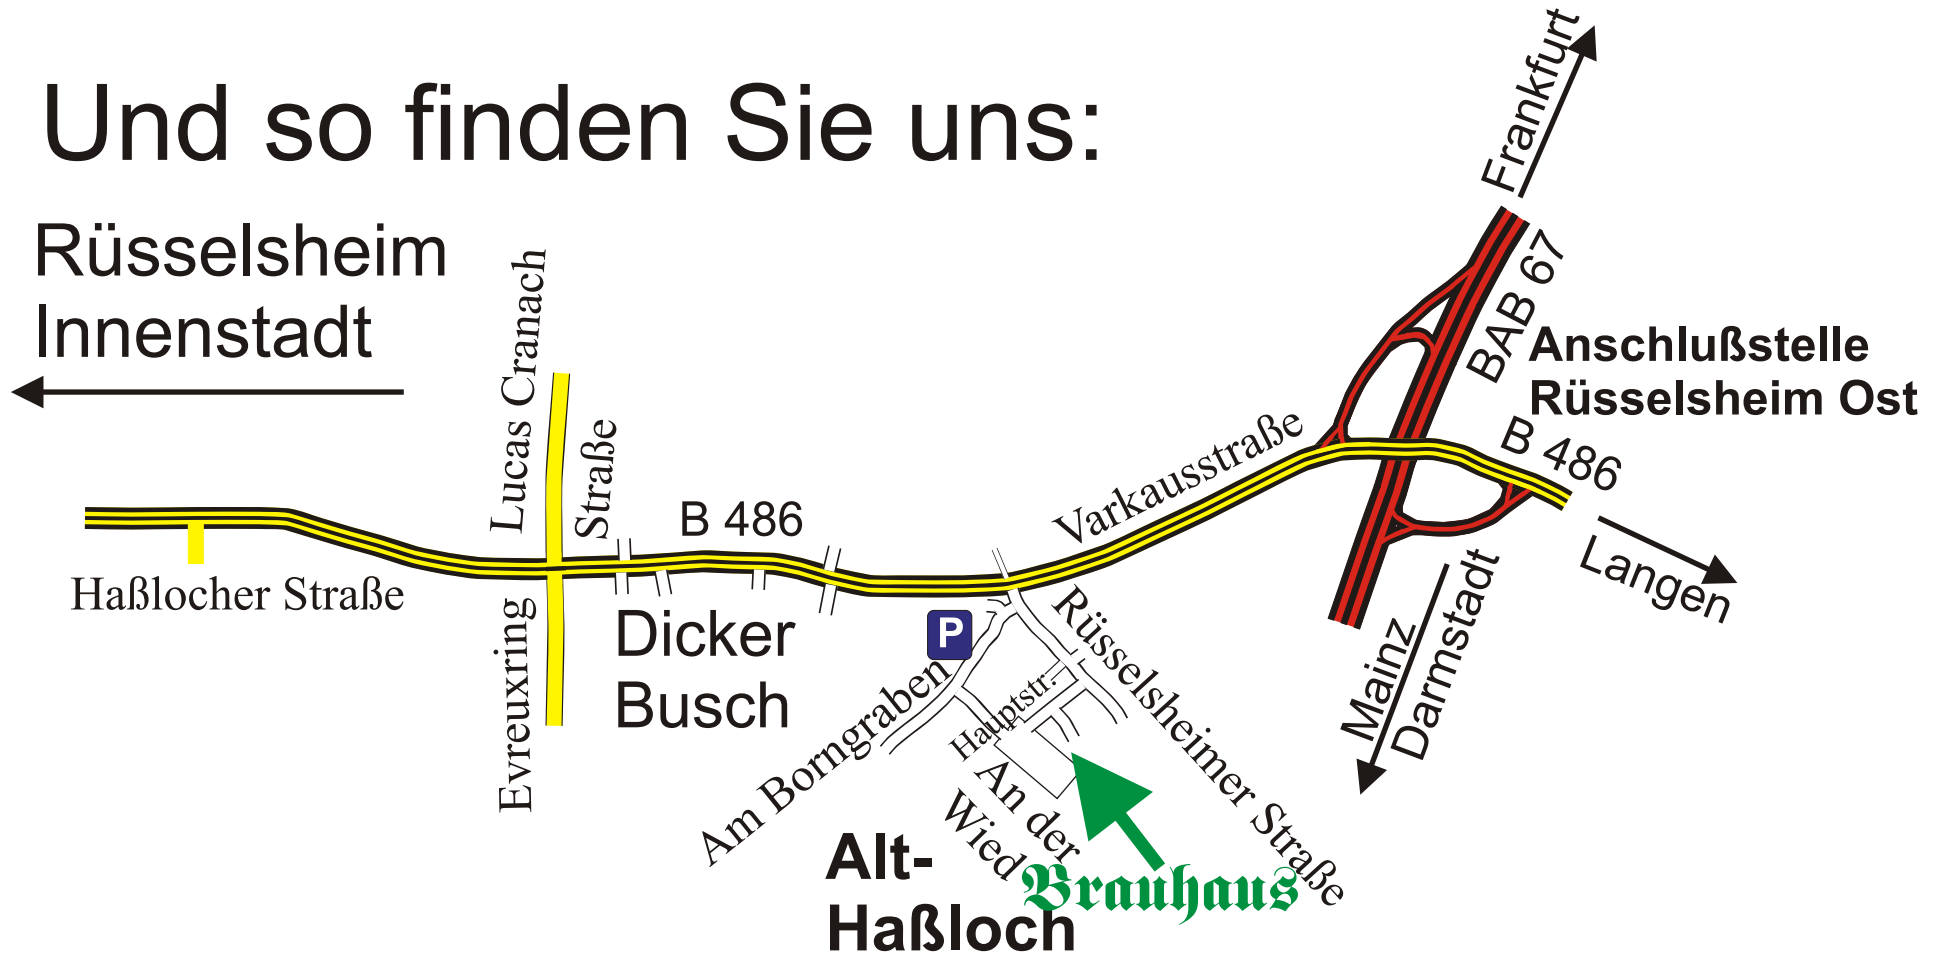 Und so finden Sie uns:
Frankfurt
Rüsselsheim
Innenstadt
Lucas Cranach
Straße
BAB 67
Anschlußstelle
Rüsselsheim Ost
B 486
Varkausstraße
B 486
Langen
Haßlocher Straße
Evreuxring
Dicker
Busch
P
Rüsselsheimer Straße
Mainz
Darmstadt
Am Borngraben
Hauptstr.
An der
Wied
Alt-
Haßloch
Brauhaus